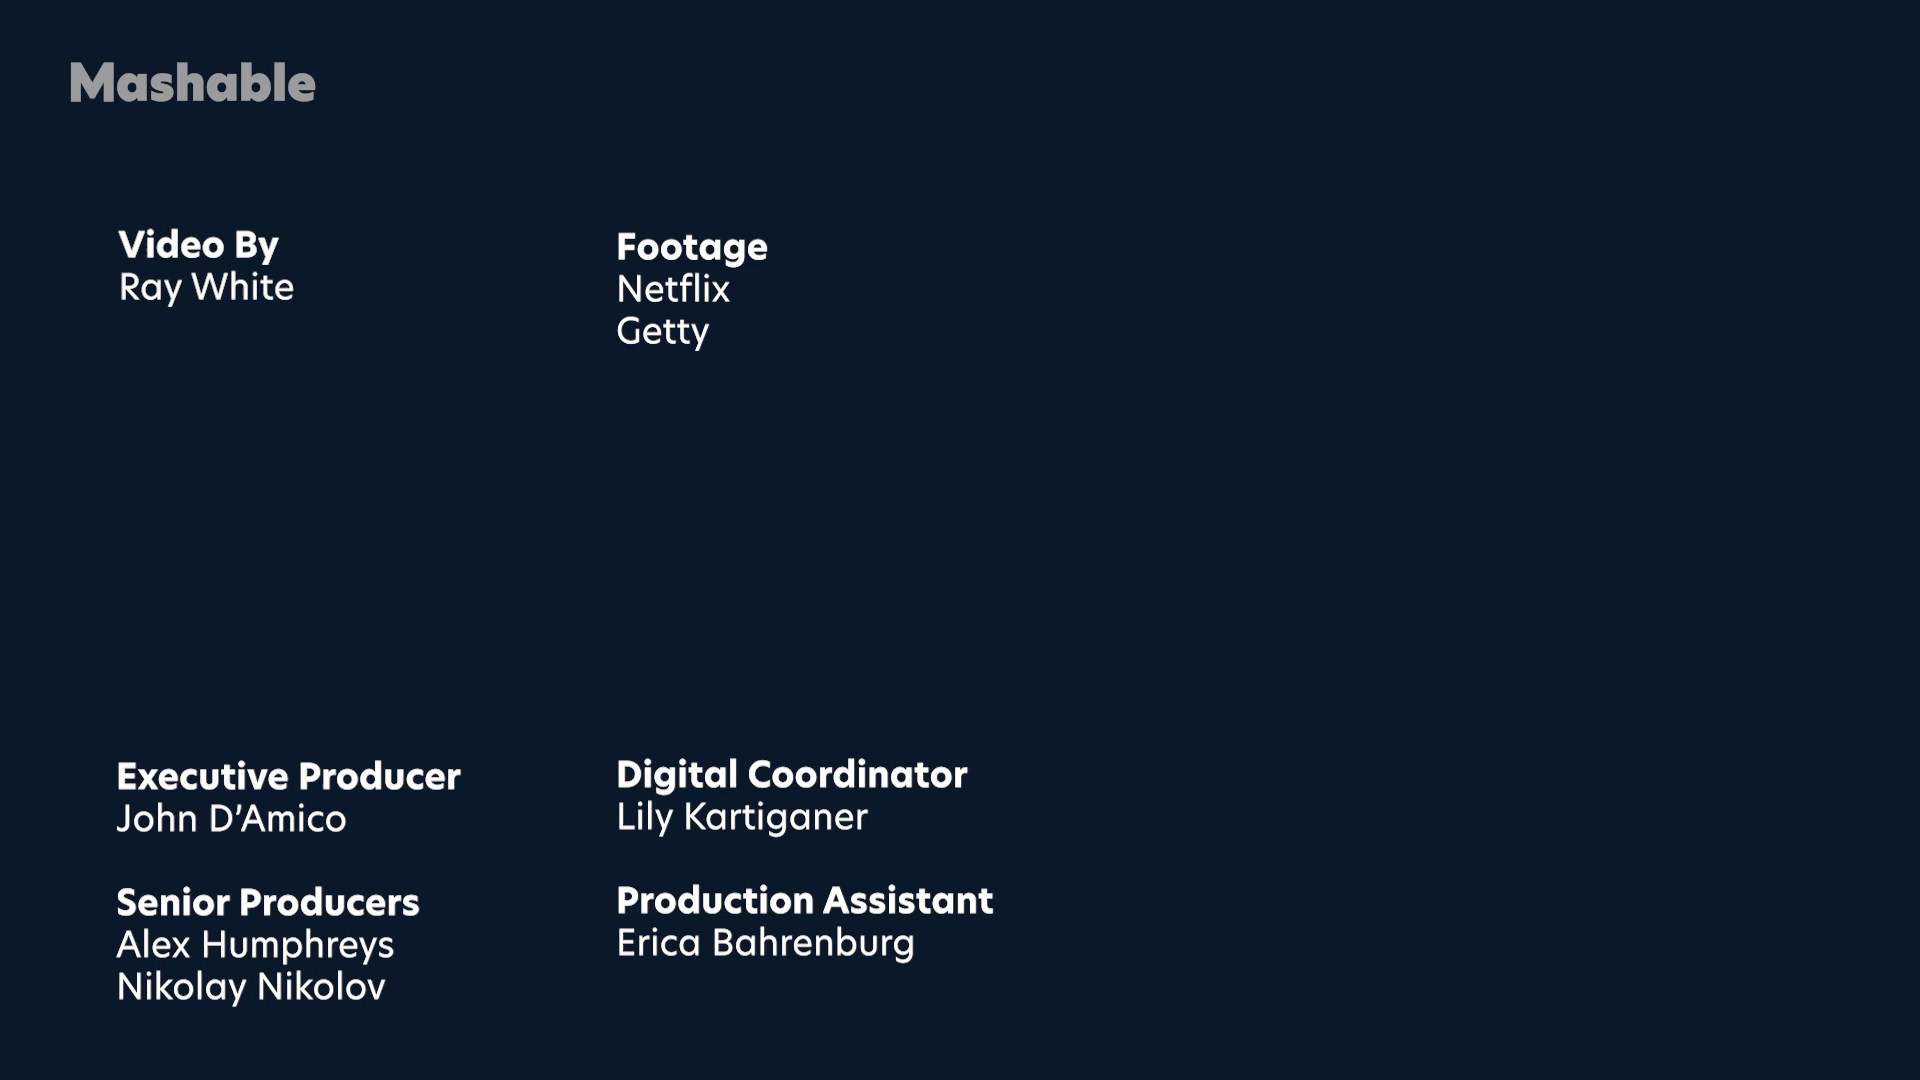 Mashable
Video By
Ray White
Footage
Netflix
Getty
Executive Producer
John D’Amico
Senior Producers
Alex Humphreys
Nikolay Nikolov
Digital Coordinator
Lily Kartiganer
Production Assistant
Erica Bahrenburg